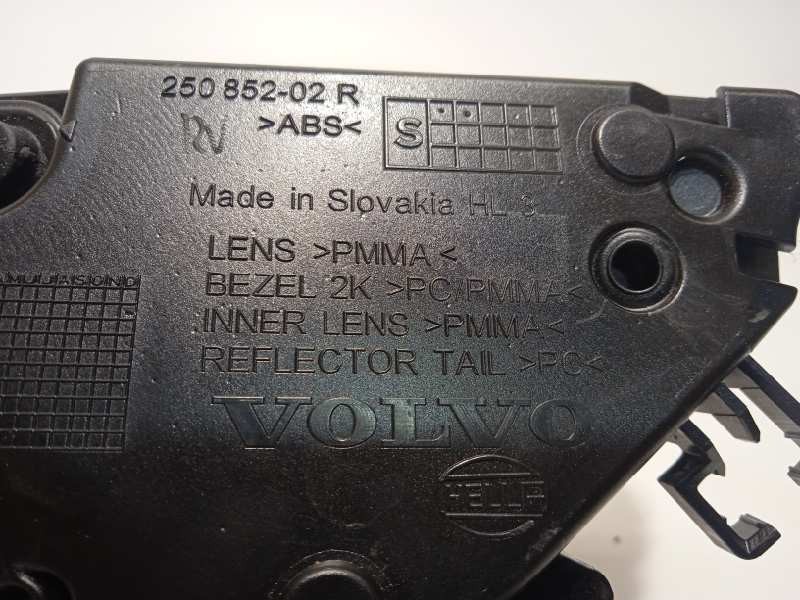 250 852-02 R
>ABS<
S
Made in Slovakia HL S
LENS >PMMA<
BEZEL 2K >PC/PMMA<
INNER LENS >PMMA<
REFLECTOR TAIL >PC<
VOLVO
HELLA